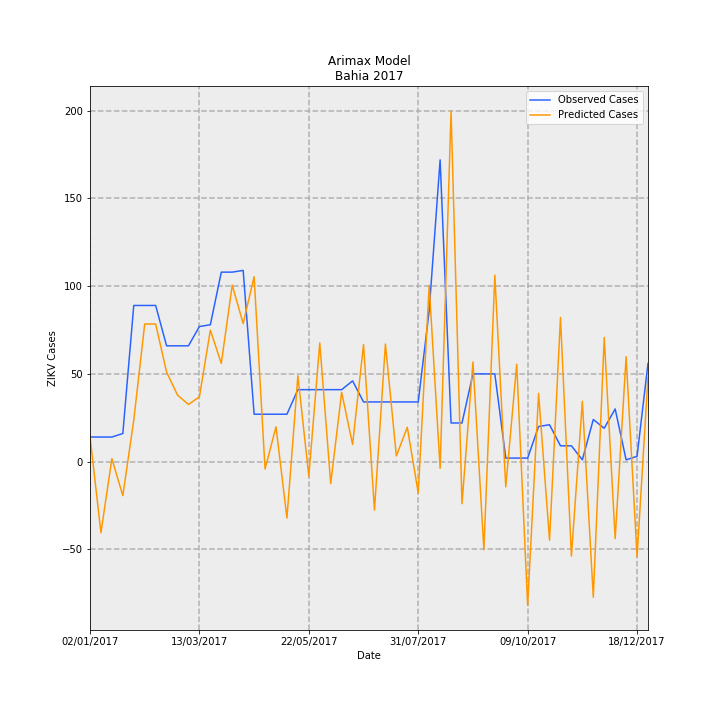 Arimax Model
Bahia 2017
Observed Cases
Predicted Cases
200
150
100
50
0
−50
ZIKV Cases
02/01/2017 13/03/2017 22/05/2017 31/07/2017 09/10/2017 18/12/2017
Date